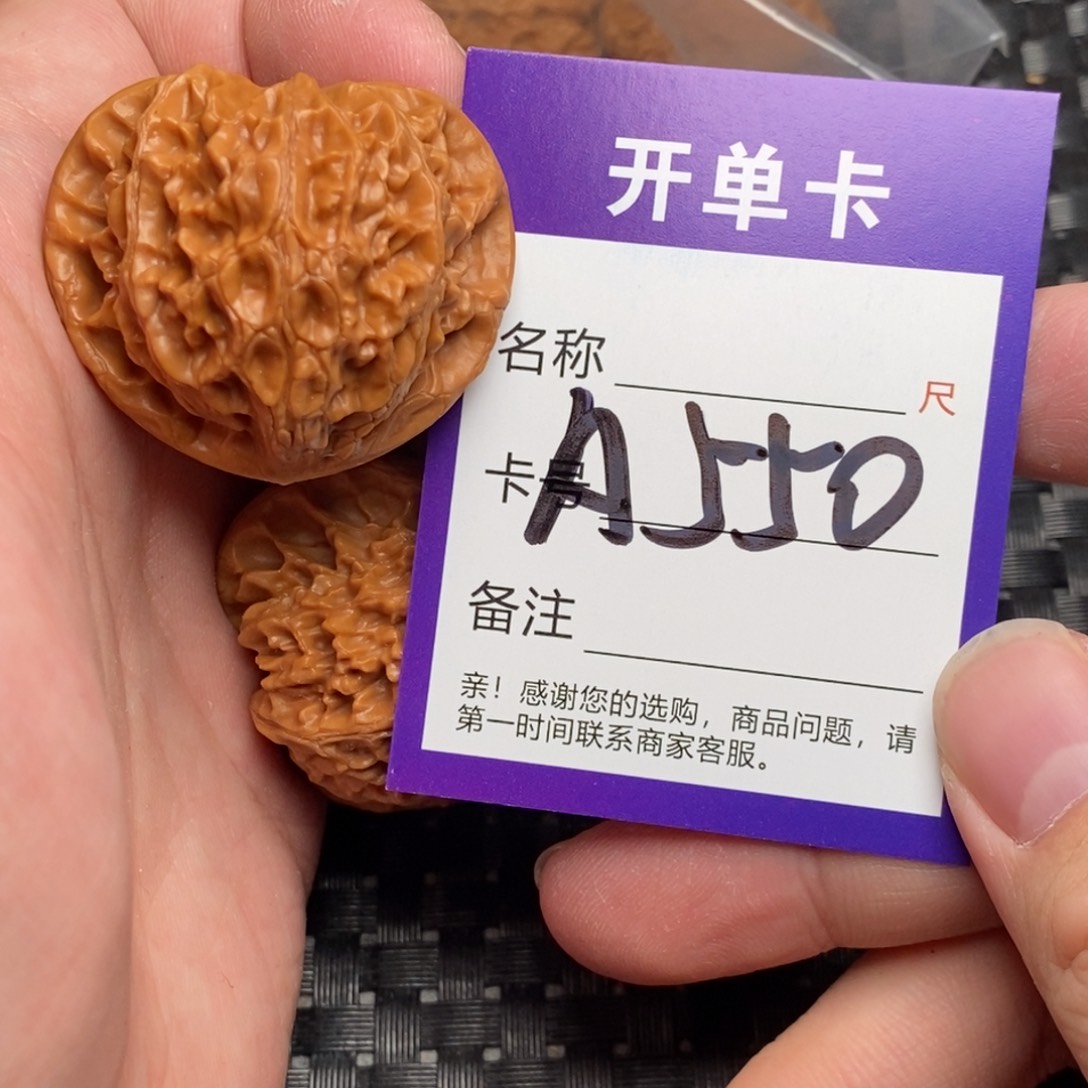 开单卡
名称 尺
卡号 A550
备注
亲！感谢您的选购，商品问题，请
第一时间联系商家客服。